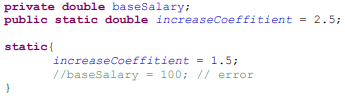 private double baseSalary;
public static double increaseCoeffitient = 2.5;
static{
increaseCoeffitient = 1.5;
//baseSalary = 100; // error
}